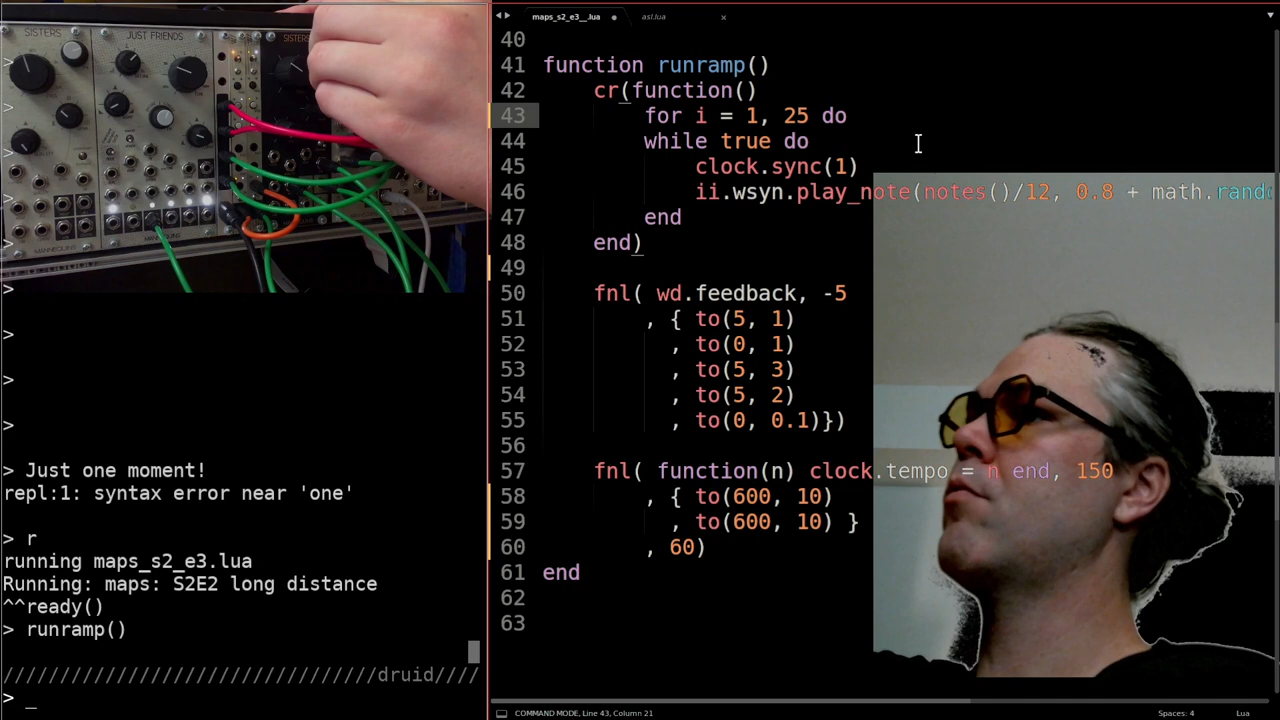 SISTERS
JUST FRIENDS
SISTERS
QUALITY
MANNEQUINS
MANNEQUINS
>
>
>
>
>
>
>
>
>
> Just one moment!
repl:1: syntax error near 'one'
> r
running maps_s2_e3.lua
Running: maps: S2E2 long distance
^^ready()
> runramp()
////////////////////////////////druid////
> _
maps_s2_e3__.lua
asl.lua
40
41 function runramp()
42 cr(function()
43 for i = 1, 25 do
44 while true do
45 clock.sync(1)
46 ii.wsyn.play_note(notes()/12, 0.8 + math.rand
47 end
48 end)
49
50 fnl( wd.feedback, -5
51 , { to(5, 1)
52 , to(0, 1)
53 , to(5, 3)
54 , to(5, 2)
55 , to(0, 0.1)})
56
57 fnl( function(n) clock.tempo = n end, 150
58 , { to(600, 10)
59 , to(600, 10) }
60 , 60)
61 end
62
63
COMMAND MODE, Line 43, Column 21
Spaces: 4
Lua